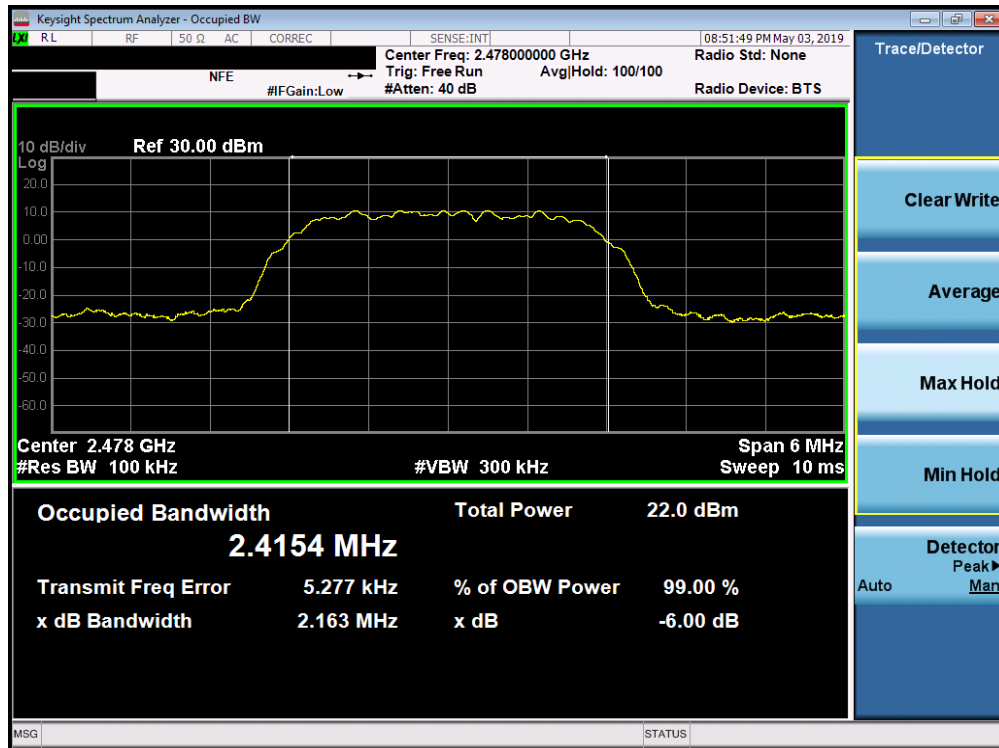 Keysight Spectrum Analyzer - Occupied BW
LXI RL RF 50 Ω AC CORREC SENSE:INT 08:51:49 PM May 03, 2019
Center Freq: 2.478000000 GHz Radio Std: None
NFE Trig: Free Run Avg|Hold: 100/100
#IFGain:Low #Atten: 40 dB Radio Device: BTS
10 dB/div Ref 30.00 dBm
Log
20.0
10.0
0.00
-10.0
-20.0
-30.0
-40.0
-50.0
-60.0
Center 2.478 GHz Span 6 MHz
#Res BW 100 kHz #VBW 300 kHz Sweep 10 ms
Occupied Bandwidth Total Power 22.0 dBm
2.4154 MHz
Transmit Freq Error 5.277 kHz % of OBW Power 99.00 %
x dB Bandwidth 2.163 MHz x dB -6.00 dB
MSG STATUS
Trace/Detector
Clear Write
Average
Max Hold
Min Hold
Detector
Peak
Auto Man